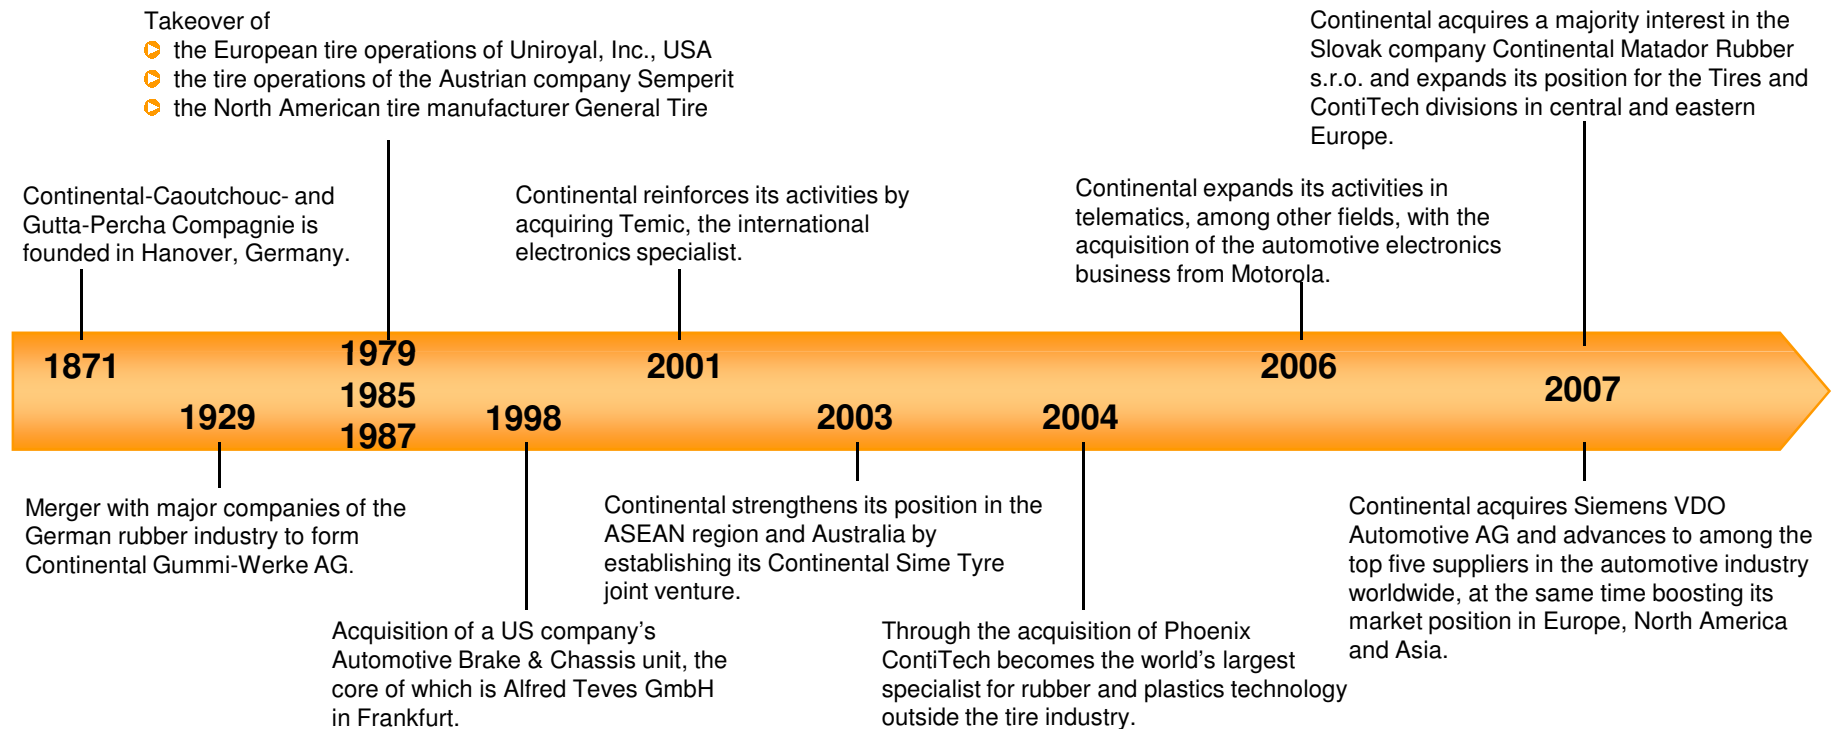 Takeover of
the European tire operations of Uniroyal, Inc., USA
the tire operations of the Austrian company Semperit
the North American tire manufacturer General Tire
Continental acquires a majority interest in the
Slovak company Continental Matador Rubber
s.r.o. and expands its position for the Tires and
ContiTech divisions in central and eastern
Europe.
Continental-Caoutchouc- and
Gutta-Percha Compagnie is
founded in Hanover, Germany.
Continental reinforces its activities by
acquiring Temic, the international
electronics specialist.
Continental expands its activities in
telematics, among other fields, with the
acquisition of the automotive electronics
business from Motorola.
1871
1929
1979
1985
1987
1998
2001
2003
2004
2006
2007
Merger with major companies of the
German rubber industry to form
Continental Gummi-Werke AG.
Acquisition of a US company’s
Automotive Brake & Chassis unit, the
core of which is Alfred Teves GmbH
in Frankfurt.
Continental strengthens its position in the
ASEAN region and Australia by
establishing its Continental Sime Tyre
joint venture.
Through the acquisition of Phoenix
ContiTech becomes the world’s largest
specialist for rubber and plastics technology
outside the tire industry.
Continental acquires Siemens VDO
Automotive AG and advances to among the
top five suppliers in the automotive industry
worldwide, at the same time boosting its
market position in Europe, North America
and Asia.